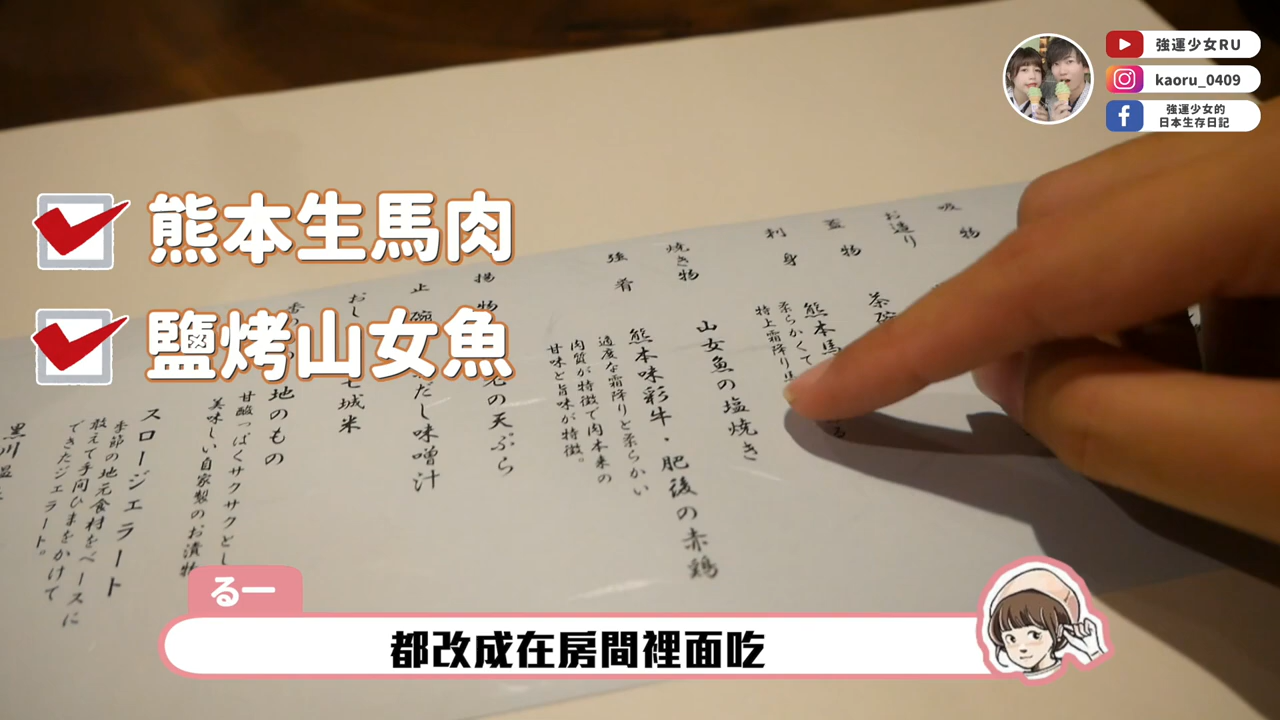 強運少女RU
kaoru_0409
強運少女的
日本生存日記
熊本生馬肉
鹽烤山女魚
吸物
お造り
蓋物
茶碗
刺身
熊本馬
柔らかくて
特上霜降り
焼き物
山女魚の塩焼き
強肴
熊本味彩牛・肥後の赤鶏
適度な霜降りと柔らかい
肉質が特徴で肉本来の
甘味と旨味が特徴。
揚物
の天ぷら
止碗
だし味噌汁
おし
七城米
地のもの
甘酸っぱくサクサクとし
美味しい自家製のお漬物
スロージェラート
季節の地元食材をベースに
敢えて手間ひまをかけて
できたジェラート。
黒川温
るー
都改成在房間裡面吃